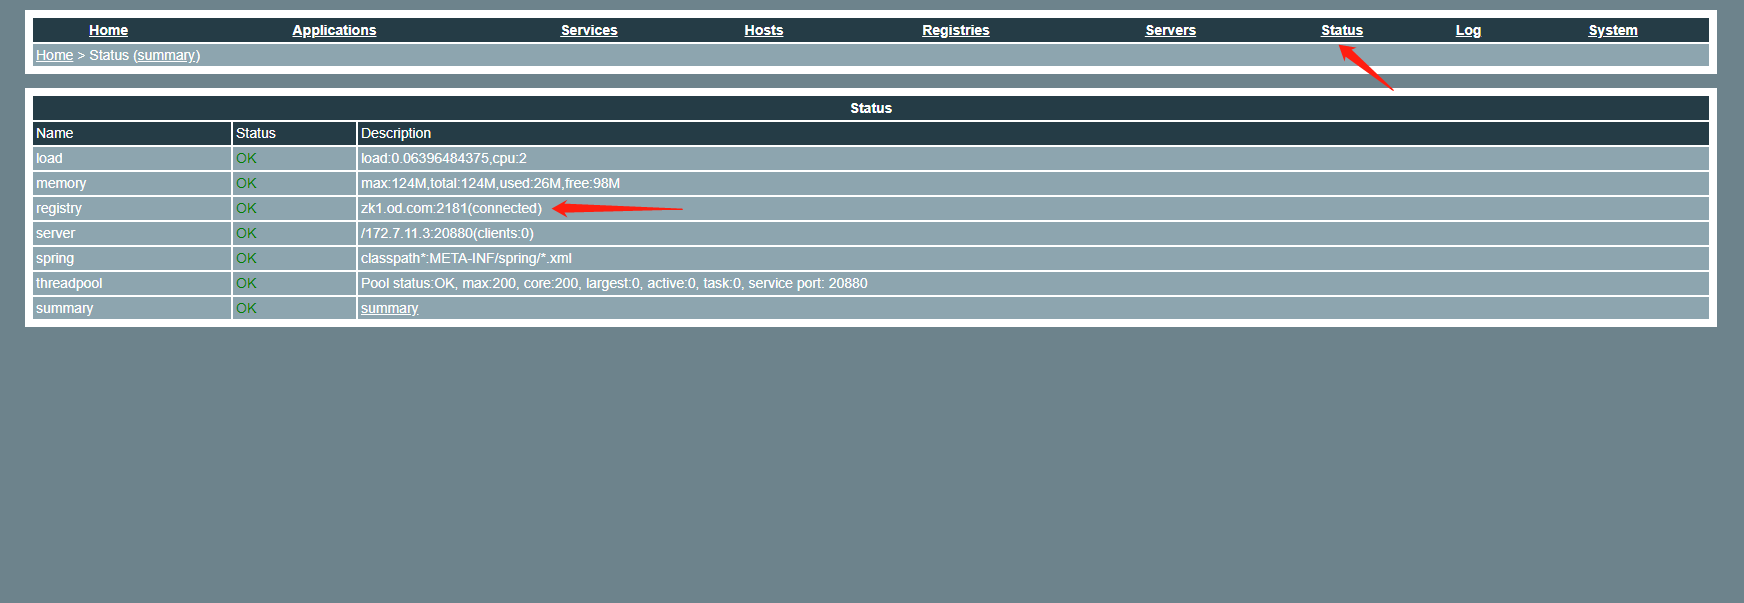 Home Applications Services Hosts Registries Servers Status Log System
Home > Status (summary)
Status
Name Status Description
load OK load:0.06396484375,cpu:2
memory OK max:124M,total:124M,used:26M,free:98M
registry OK zk1.od.com:2181(connected)
server OK /172.7.11.3:20880(clients:0)
spring OK classpath*:META-INF/spring/*.xml
threadpool OK Pool status:OK, max:200, core:200, largest:0, active:0, task:0, service port: 20880
summary OK summary